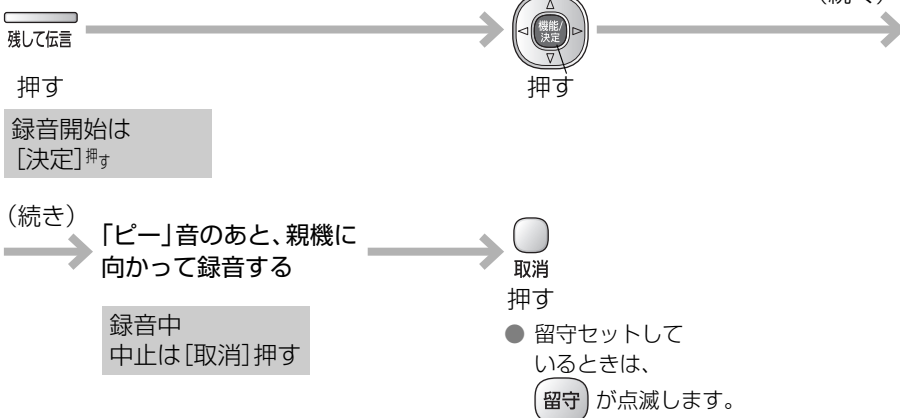 (続く)
残して伝言
機能/
決定
押す
押す
録音開始は
[決定]押す
(続き)
「ピー」音のあと、親機に
向かって録音する
取消
押す
録音中
中止は[取消]押す
● 留守セットして
いるときは、
留守 が点滅します。